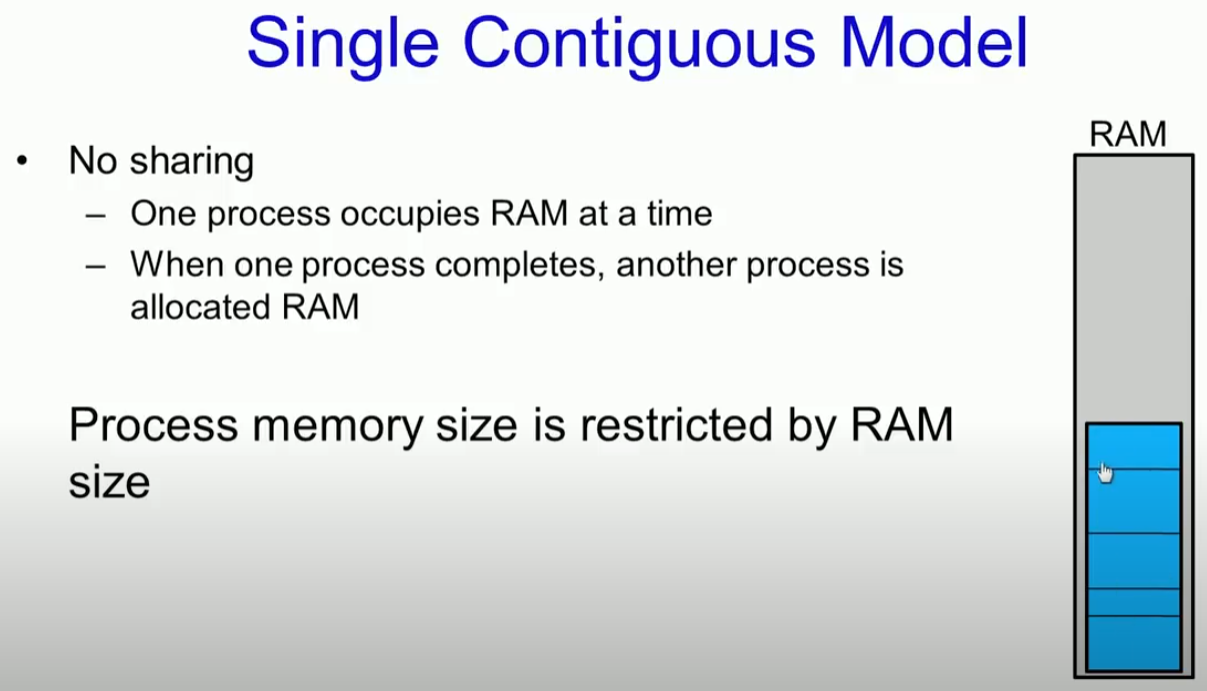 Single Contiguous Model
RAM
• No sharing
– One process occupies RAM at a time
– When one process completes, another process is
allocated RAM
Process memory size is restricted by RAM
size